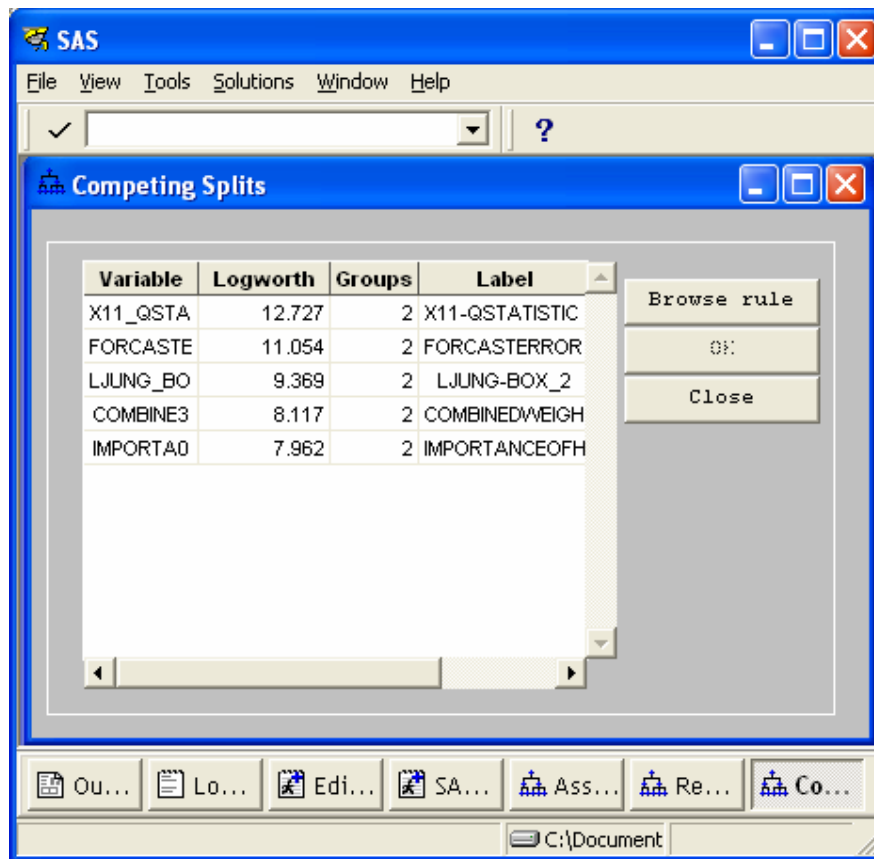 SAS
File View Tools Solutions Window Help
?
Competing Splits
Variable Logworth Groups Label
X11_QSTA 12.727 2 X11-QSTATISTIC
FORCASTE 11.054 2 FORCASTERROR
LJUNG_BO 9.369 2 LJUNG-BOX_2
COMBINE3 8.117 2 COMBINEDWEIGH
IMPORTA0 7.962 2 IMPORTANCEOFH
Browse rule
OK
Close
Ou... Lo... Edi... SA... Ass... Re... Co...
C:\Document